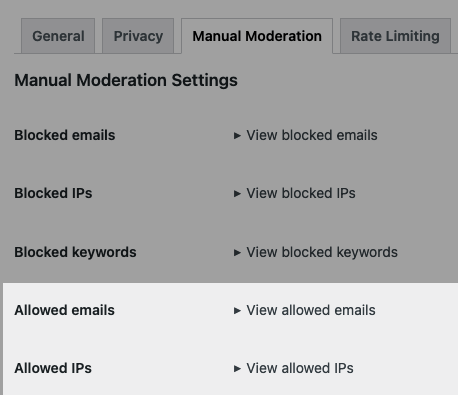 General Privacy Manual Moderation Rate Limiting
Manual Moderation Settings
Blocked emails ▸ View blocked emails
Blocked IPs ▸ View blocked IPs
Blocked keywords ▸ View blocked keywords
Allowed emails ▸ View allowed emails
Allowed IPs ▸ View allowed IPs